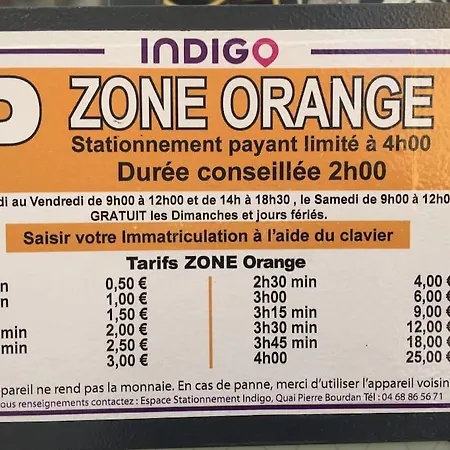 INDIGO
P ZONE ORANGE
Stationnement payant limité à 4h00
Durée conseillée 2h00
di au Vendredi de 9h00 à 12h00 et de 14h à 18h30 , le Samedi de 9h00 à 12h0
GRATUIT les Dimanches et jours fériés.
Saisir votre Immatriculation à l'aide du clavier
Tarifs ZONE Orange
n 0,50 € 2h30 min 4,00 €
n 1,00 € 3h00 6,00
1,50 € 3h15 min 9,00
min 2,00 € 3h30 min 12,00
min 2,50 € 3h45 min 18,00
3,00 € 4h00 25,00
ppareil ne rend pas la monnaie. En cas de panne, merci d'utiliser l'appareil voisin
ous renseignements contactez : Espace Stationnement Indigo, Quai Pierre Bourdan Tél : 04 68 86 56 71